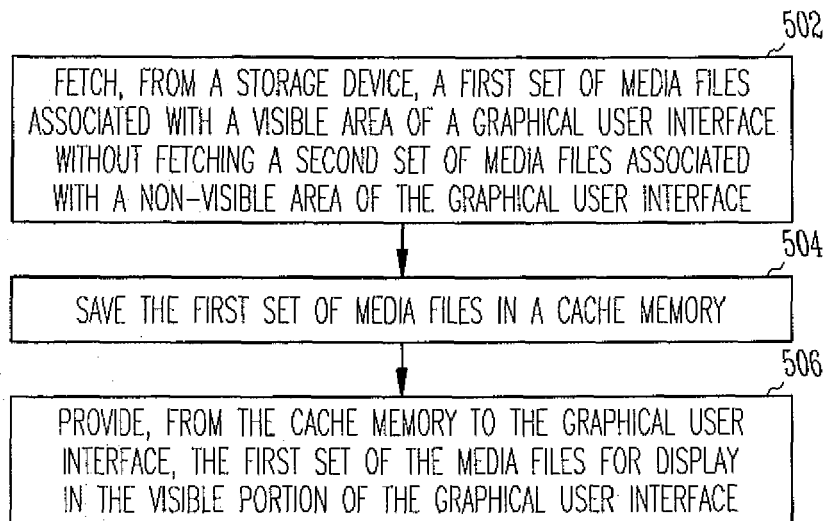 502
FETCH, FROM A STORAGE DEVICE, A FIRST SET OF MEDIA FILES
ASSOCIATED WITH A VISIBLE AREA OF A GRAPHICAL USER INTERFACE
WITHOUT FETCHING A SECOND SET OF MEDIA FILES ASSOCIATED
WITH A NON-VISIBLE AREA OF THE GRAPHICAL USER INTERFACE
504
SAVE THE FIRST SET OF MEDIA FILES IN A CACHE MEMORY
506
PROVIDE, FROM THE CACHE MEMORY TO THE GRAPHICAL USER
INTERFACE, THE FIRST SET OF THE MEDIA FILES FOR DISPLAY
IN THE VISIBLE PORTION OF THE GRAPHICAL USER INTERFACE